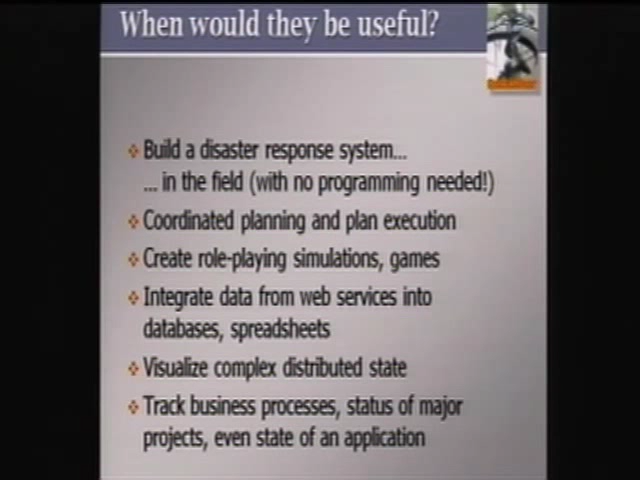 When would they be useful?
Build a disaster response system...
... in the field (with no programming needed!)
Coordinated planning and plan execution
Create role-playing simulations, games
Integrate data from web services into
databases, spreadsheets
Visualize complex distributed state
Track business processes, status of major
projects, even state of an application